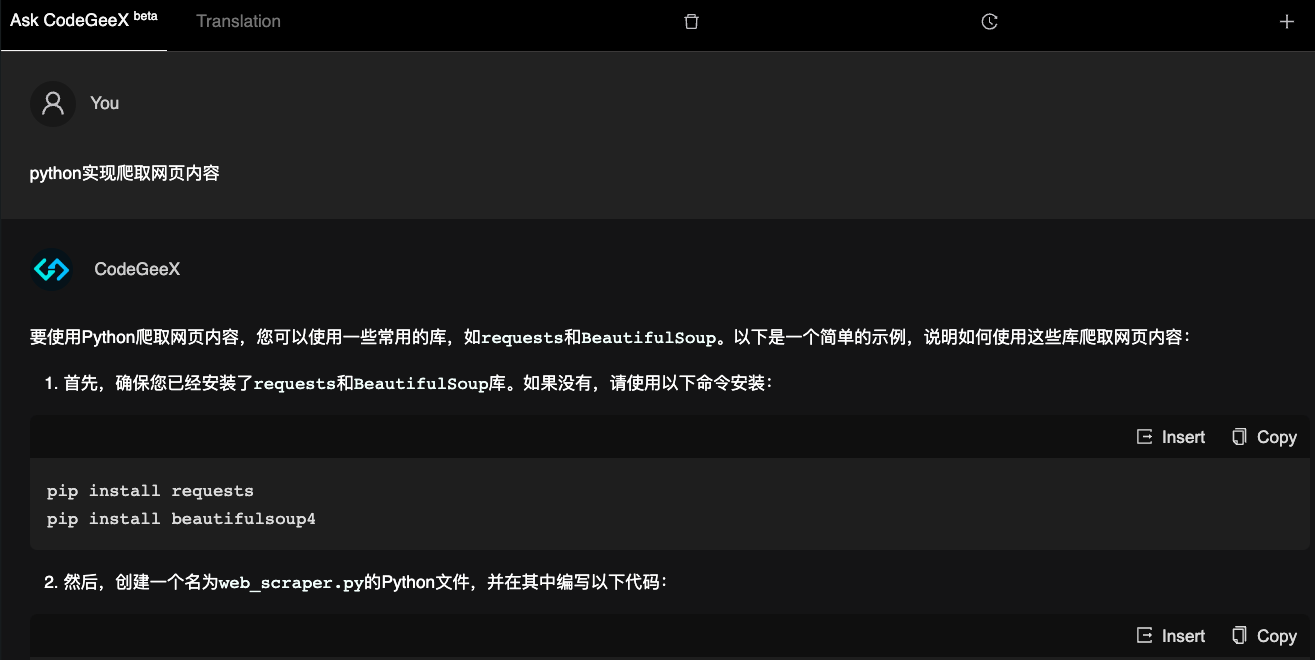 Ask CodeGeeX beta Translation
You
python实现爬取网页内容
CodeGeeX
要使用Python爬取网页内容，您可以使用一些常用的库，如requests和BeautifulSoup。以下是一个简单的示例，说明如何使用这些库爬取网页内容：
1. 首先，确保您已经安装了requests和BeautifulSoup库。如果没有，请使用以下命令安装：
Insert Copy
pip install requests
pip install beautifulsoup4
2. 然后，创建一个名为web_scraper.py的Python文件，并在其中编写以下代码：
Insert Copy